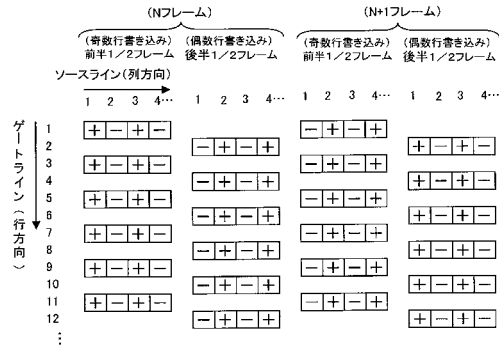 (Nフレーム)
(N+1フレーム)
(奇数行書き込み)
前半1/2フレーム
(偶数行書き込み)
後半1/2フレーム
(奇数行書き込み)
前半1/2フレーム
(偶数行書き込み)
後半1/2フレーム
ソースライン(列方向)
1 2 3 4… 1 2 3 4… 1 2 3 4… 1 2 3 4…
ゲートライン(行方向)
1 + − + − − + − +
2 − + − + + − + −
3 + − + − − + − +
4 − + − + + − + −
5 + − + − − + − +
6 − + − + + − + −
7 + − + − − + − +
8 − + − + + − + −
9 + − + − − + − +
10 − + − + + − + −
11 + − + − − + − +
12 − + − + + − + −
⋮